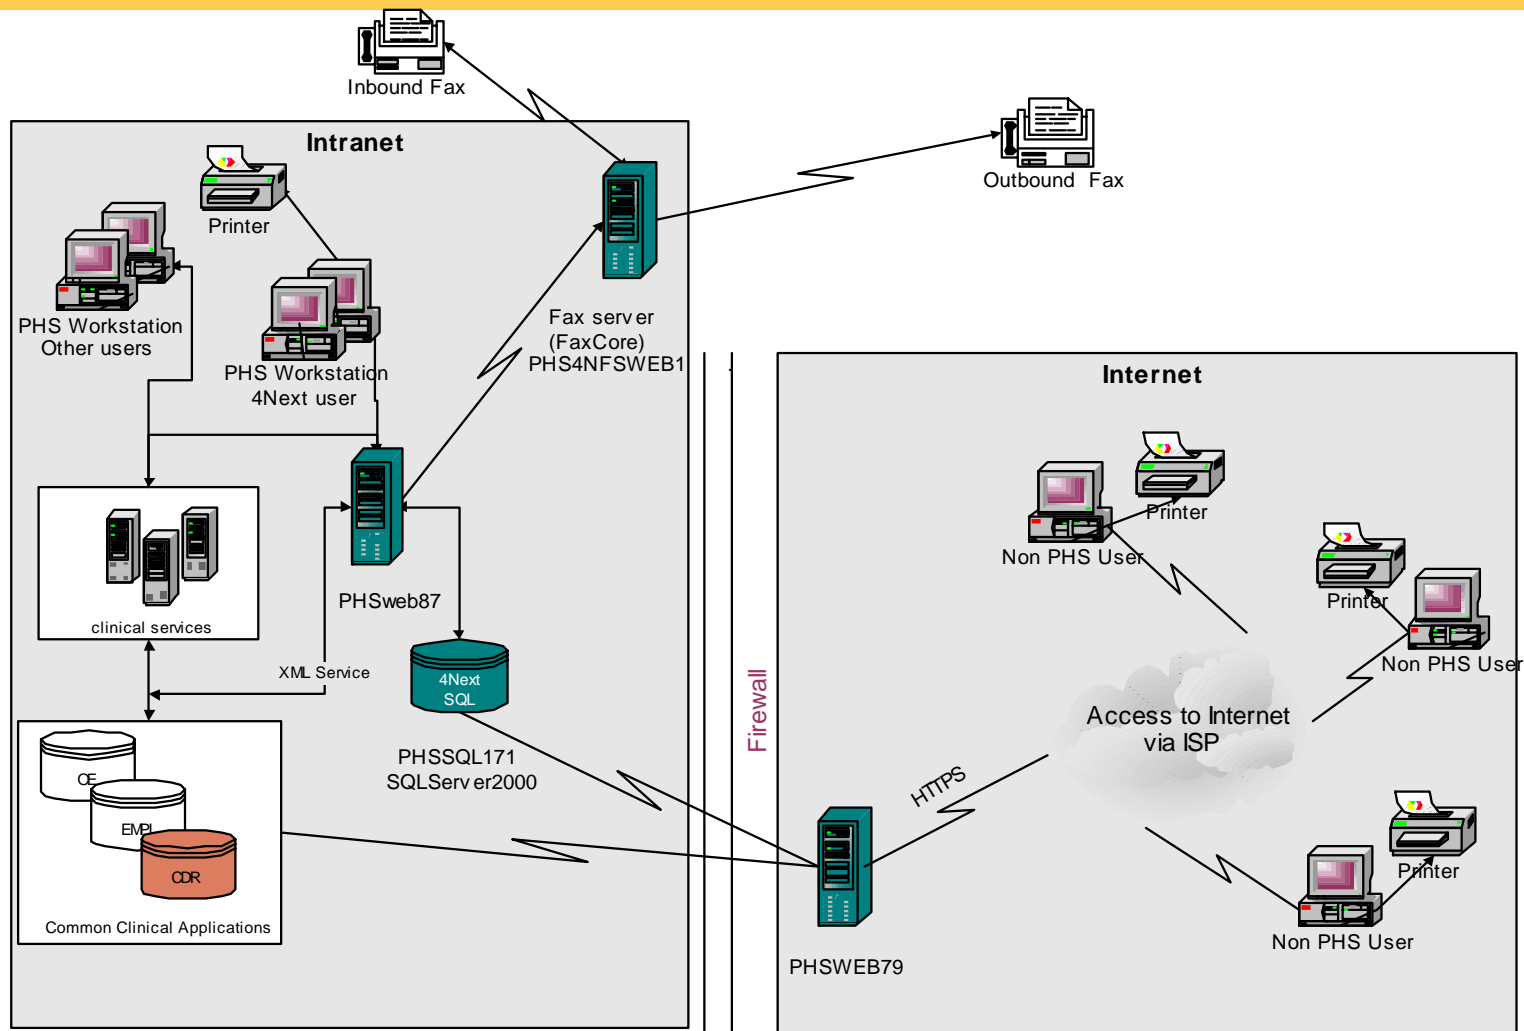 Inbound Fax
Outbound Fax
Intranet
Printer
PHS Workstation
Other users
PHS Workstation
4Next user
Fax server
(FaxCore)
PHS4NFSWEB1
clinical services
PHSweb87
XML Service
4Next
SQL
PHSSQL171
SQLServer2000
OE
EMPI
CDR
Common Clinical Applications
Firewall
Internet
Printer
Non PHS User
Printer
Non PHS User
Access to Internet
via ISP
HTTPS
Printer
Non PHS User
PHSWEB79